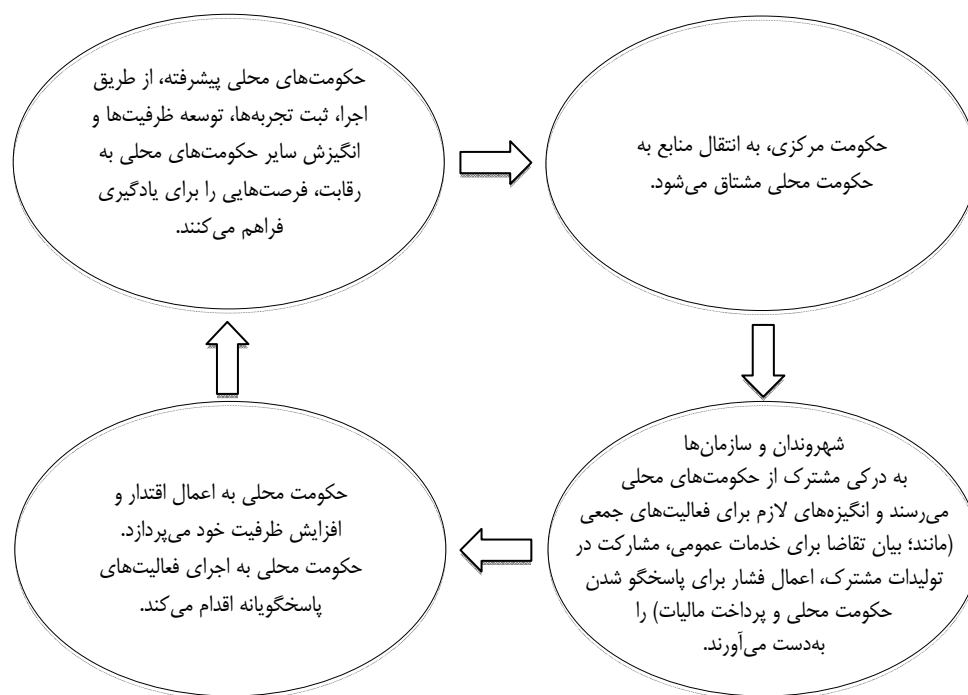 حکومت‌های محلی پیشرفته، از طریق
اجرا، ثبت تجربه‌ها، توسعه ظرفیت‌ها و
انگیزش سایر حکومت‌های محلی به
رقابت، فرصت‌هایی را برای یادگیری
فراهم می‌کنند.
حکومت مرکزی، به انتقال منابع به
حکومت محلی مشتاق می‌شود.
شهروندان و سازمان‌ها
به درکی مشترک از حکومت‌های محلی
می‌رسند و انگیزه‌های لازم برای فعالیت‌های جمعی
(مانند؛ بیان تقاضا برای خدمات عمومی، مشارکت در
تولیدات مشترک، اعمال فشار برای پاسخگو شدن
حکومت محلی و پرداخت مالیات) را
به‌دست می‌آورند.
حکومت محلی به اعمال اقتدار و
افزایش ظرفیت خود می‌پردازد.
حکومت محلی به اجرای فعالیت‌های
پاسخگویانه اقدام می‌کند.